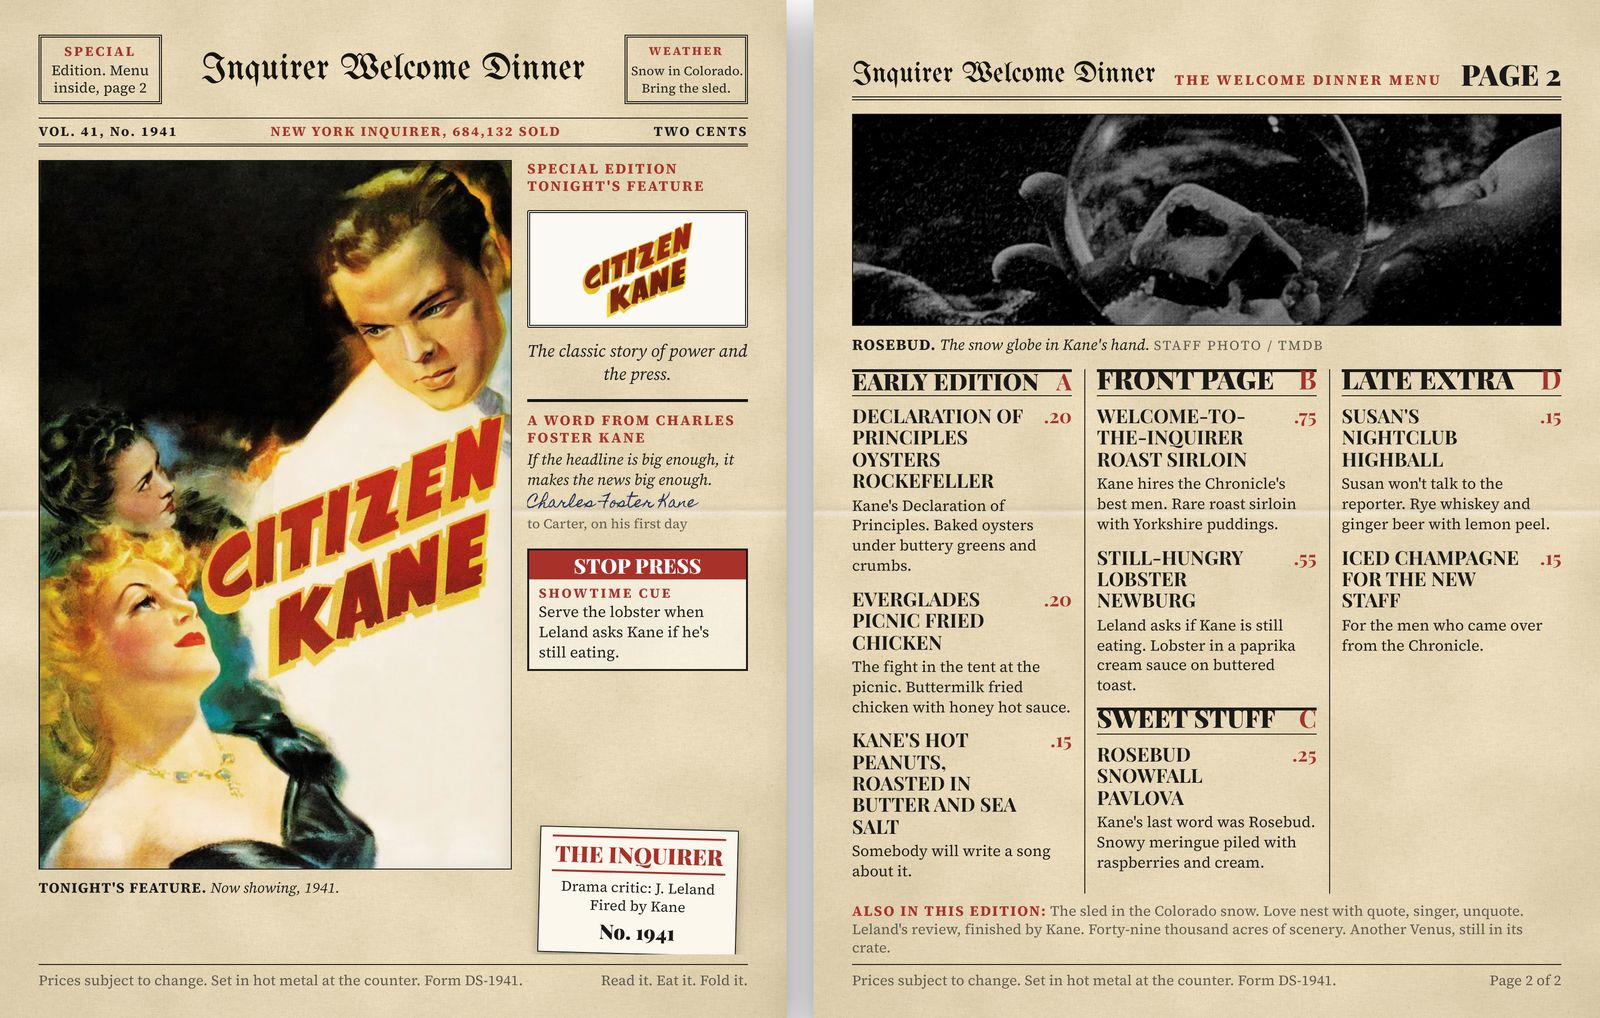 SPECIAL
Edition. Menu
inside, page 2
Inquirer Welcome Dinner
WEATHER
Snow in Colorado.
Bring the sled.
VOL. 41, No. 1941
NEW YORK INQUIRER, 684,132 SOLD
TWO CENTS
CITIZEN
KANE
TONIGHT'S FEATURE. Now showing, 1941.
SPECIAL EDITION
TONIGHT'S FEATURE
CITIZEN
KANE
The classic story of power and
the press.
A WORD FROM CHARLES
FOSTER KANE
If the headline is big enough, it
makes the news big enough.
Charles Foster Kane
to Carter, on his first day
STOP PRESS
SHOWTIME CUE
Serve the lobster when
Leland asks Kane if he's
still eating.
THE INQUIRER
Drama critic: J. Leland
Fired by Kane
No. 1941
Prices subject to change. Set in hot metal at the counter. Form DS-1941.
Read it. Eat it. Fold it.
Inquirer Welcome Dinner
THE WELCOME DINNER MENU
PAGE 2
ROSEBUD. The snow globe in Kane's hand. STAFF PHOTO / TMDB
EARLY EDITION A
DECLARATION OF .20
PRINCIPLES
OYSTERS
ROCKEFELLER
Kane's Declaration of
Principles. Baked oysters
under buttery greens and
crumbs.
EVERGLADES .20
PICNIC FRIED
CHICKEN
The fight in the tent at the
picnic. Buttermilk fried
chicken with honey hot sauce.
KANE'S HOT .15
PEANUTS,
ROASTED IN
BUTTER AND SEA
SALT
Somebody will write a song
about it.
FRONT PAGE B
WELCOME-TO- .75
THE-INQUIRER
ROAST SIRLOIN
Kane hires the Chronicle's
best men. Rare roast sirloin
with Yorkshire puddings.
STILL-HUNGRY .55
LOBSTER
NEWBURG
Leland asks if Kane is still
eating. Lobster in a paprika
cream sauce on buttered
toast.
SWEET STUFF C
ROSEBUD .25
SNOWFALL
PAVLOVA
Kane's last word was Rosebud.
Snowy meringue piled with
raspberries and cream.
LATE EXTRA D
SUSAN'S .15
NIGHTCLUB
HIGHBALL
Susan won't talk to the
reporter. Rye whiskey and
ginger beer with lemon peel.
ICED CHAMPAGNE .15
FOR THE NEW
STAFF
For the men who came over
from the Chronicle.
ALSO IN THIS EDITION: The sled in the Colorado snow. Love nest with quote, singer, unquote.
Leland's review, finished by Kane. Forty-nine thousand acres of scenery. Another Venus, still in its
crate.
Prices subject to change. Set in hot metal at the counter. Form DS-1941.
Page 2 of 2